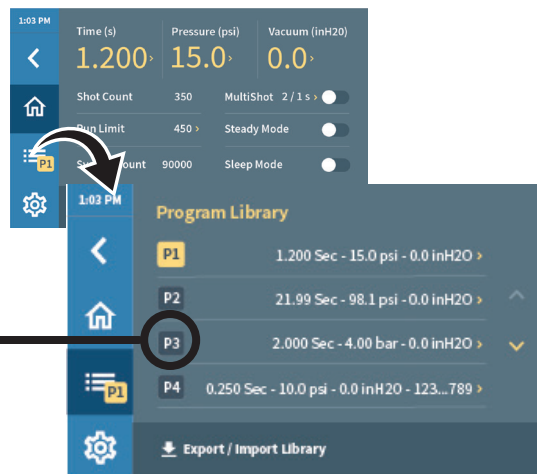 1:03 PM
Time (s) Pressure (psi) Vacuum (inH20)
1.200 › 15.0 › 0.0 ›
Shot Count 350 MultiShot 2 / 1 s ›
Run Limit 450 › Steady Mode
P1
90000 Sleep Mode
1:03 PM
Program Library
P1 1.200 Sec - 15.0 psi - 0.0 inH2O ›
P2 21.99 Sec - 98.1 psi - 0.0 inH2O ›
P3 2.000 Sec - 4.00 bar - 0.0 inH2O ›
P1
P4 0.250 Sec - 10.0 psi - 0.0 inH2O - 123...789 ›
Export / Import Library